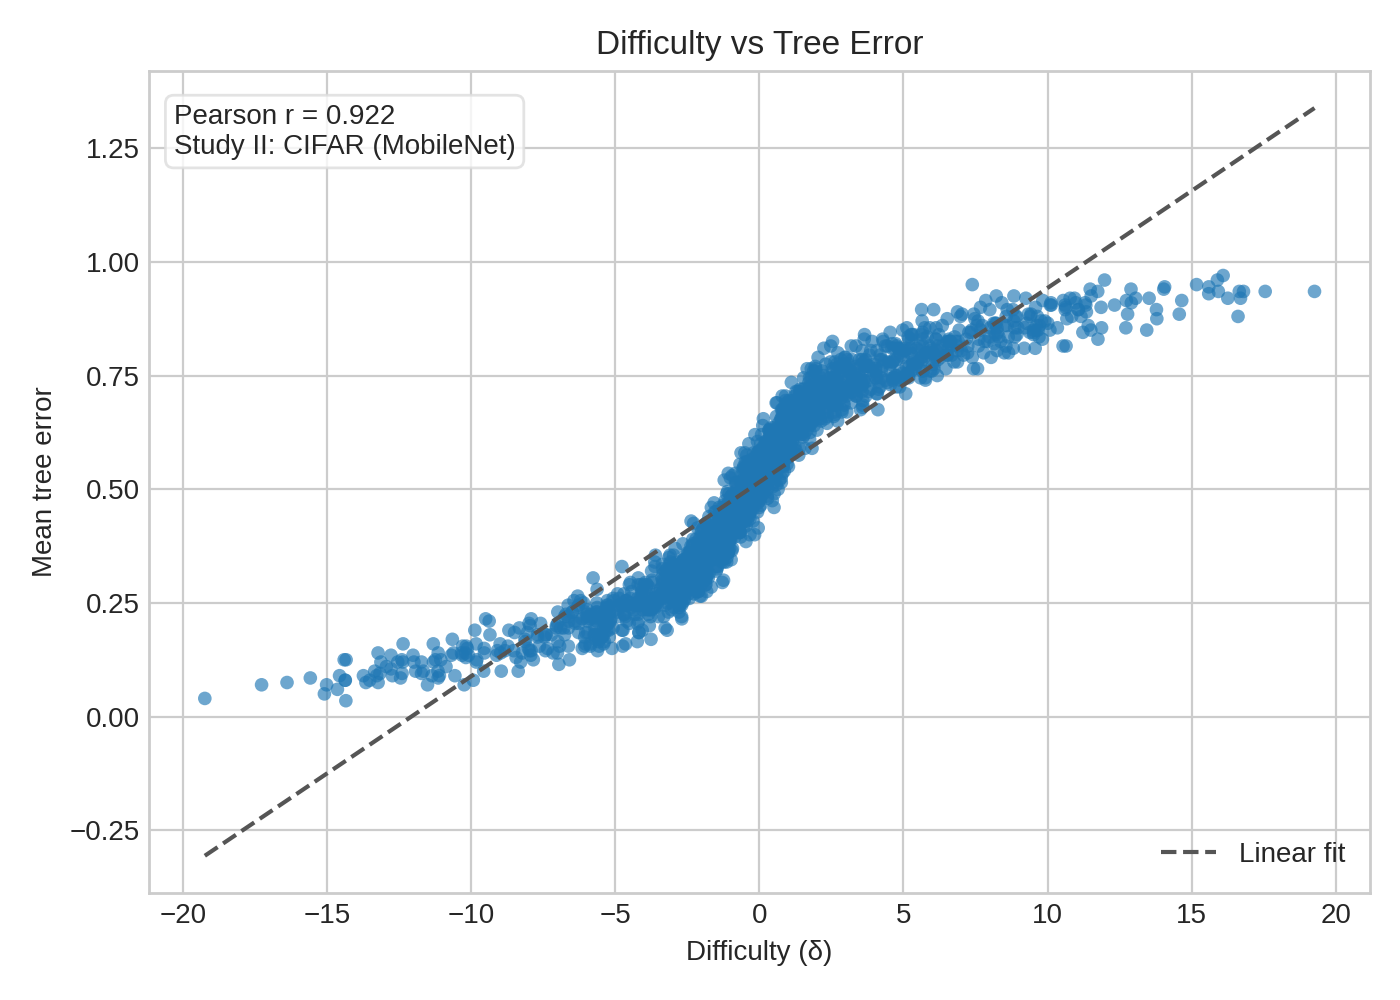 Difficulty vs Tree Error
Pearson r = 0.922
Study II: CIFAR (MobileNet)
Mean tree error
1.25
1.00
0.75
0.50
0.25
0.00
−0.25
Linear fit
−20 −15 −10 −5 0 5 10 15 20
Difficulty (δ)